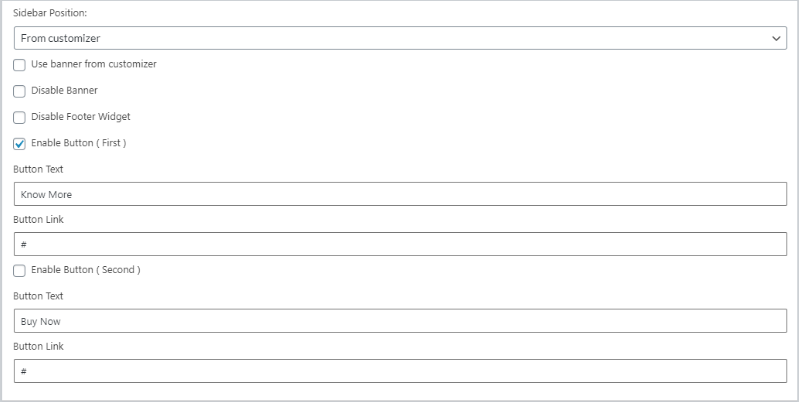 Sidebar Position:
From customizer
Use banner from customizer
Disable Banner
Disable Footer Widget
Enable Button ( First )
Button Text
Know More
Button Link
#
Enable Button ( Second )
Button Text
Buy Now
Button Link
#